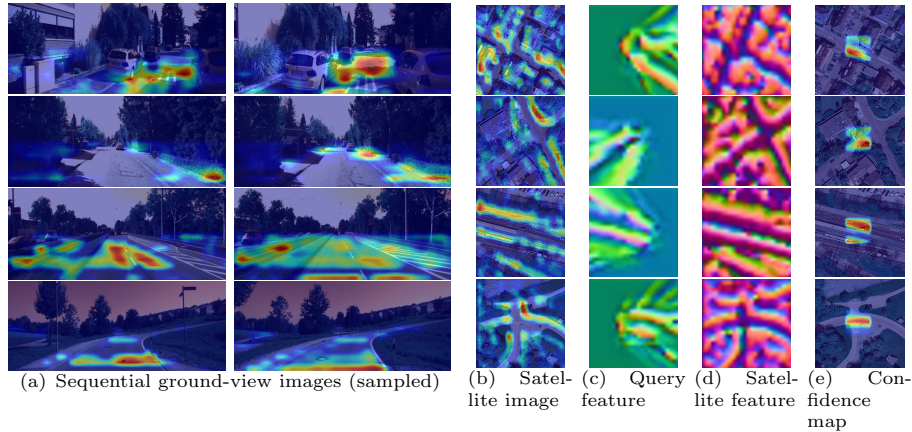 (a) Sequential ground-view images (sampled)
(b) Satel-
lite image
(c) Query
feature
(d) Satel-
lite feature
(e) Con-
fidence
map